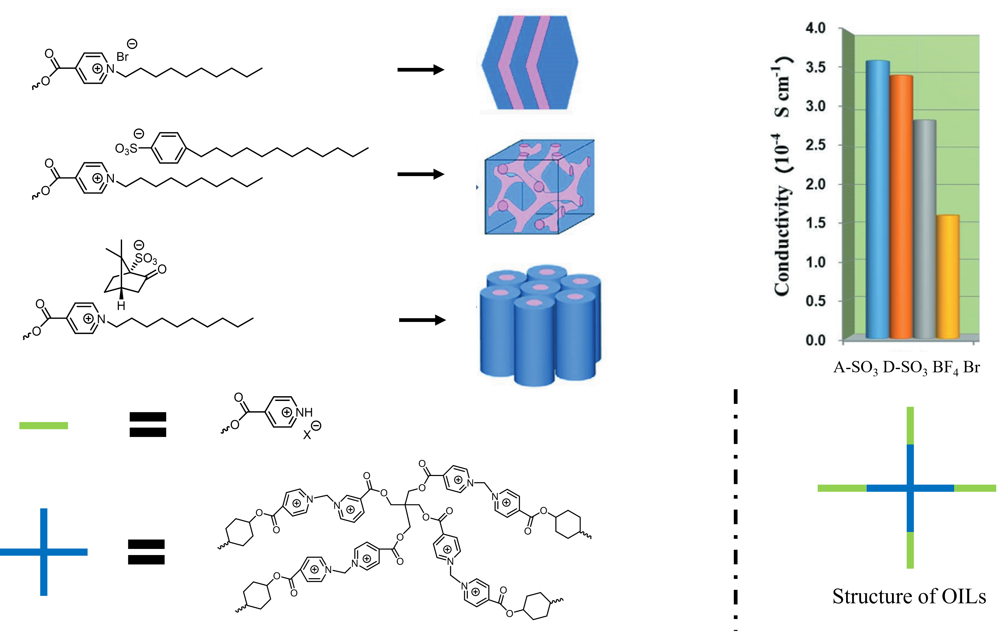 Br ⊖
O
⊕ N
O
⊖
O₃S
O
⊕ N
O
⊖
SO₃
O
H
O
⊕ N
O
O
⊕ NH
O
X ⊖
O
O
O
O
⊕ N
O
N ⊕
⊕ N
N ⊕
O
O
O
O
O
O
O
O
⊕
N
O
N ⊕
⊕ N
O
O
N ⊕
O
O
O
4.0
3.5
3.0
2.5
2.0
1.5
1.0
0.5
0.0
Conductivity (10⁻⁴ S cm⁻¹)
A-SO₃ D-SO₃ BF₄ Br
Structure of OILs